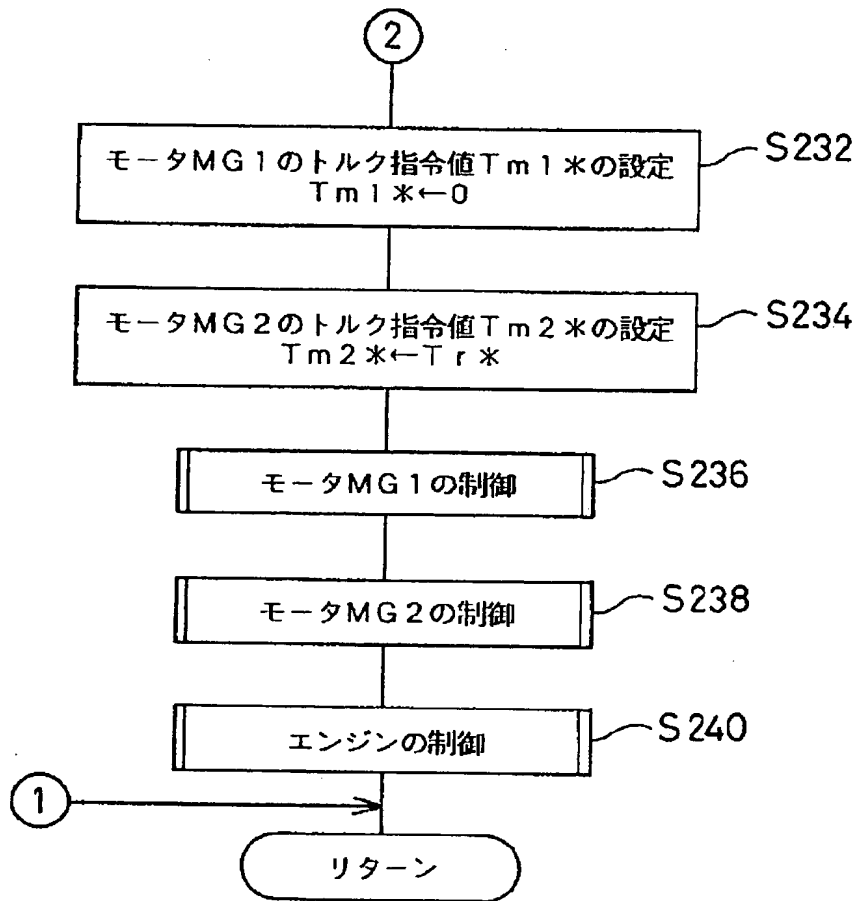 2
モータMG1のトルク指令値Tm1*の設定
Tm1*←0
S232
モータMG2のトルク指令値Tm2*の設定
Tm2*←Tr*
S234
モータMG1の制御
S236
モータMG2の制御
S238
エンジンの制御
S240
1
リターン